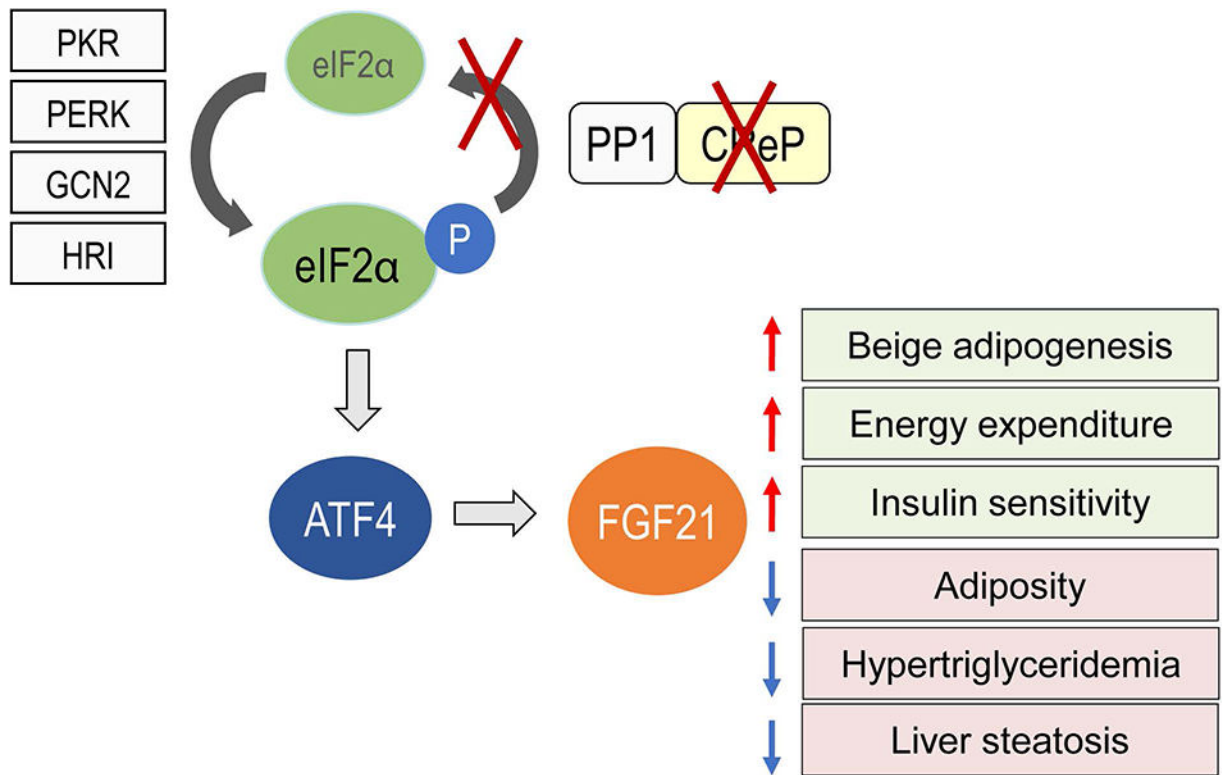 PKR
PERK
GCN2
HRI
eIF2α
eIF2α
P
PP1
CReP
ATF4
FGF21
Beige adipogenesis
Energy expenditure
Insulin sensitivity
Adiposity
Hypertriglyceridemia
Liver steatosis